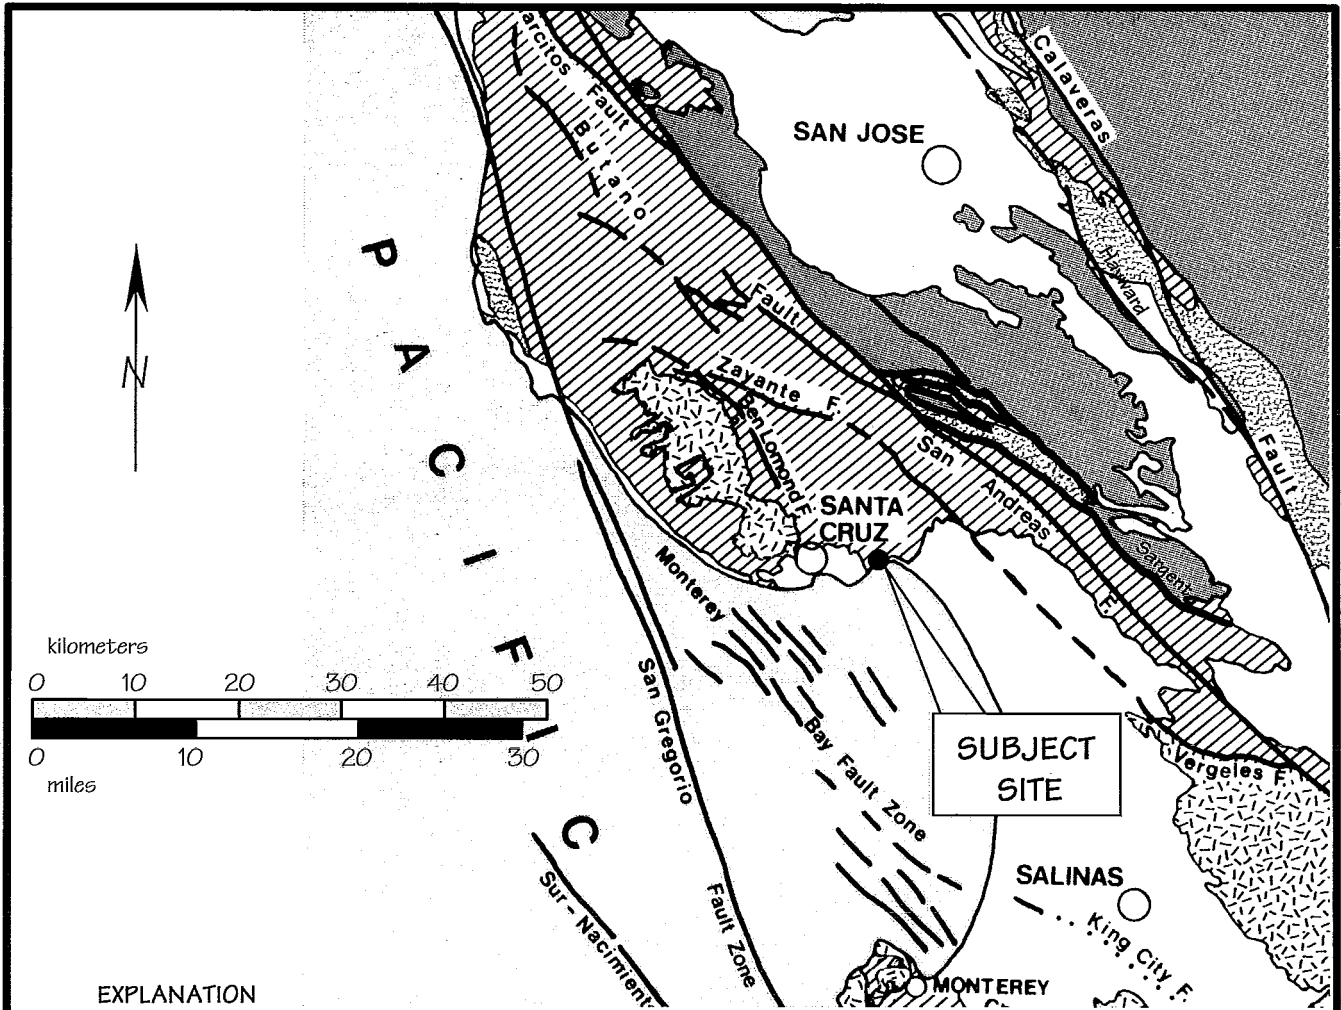 arcitos Fault
Calaveras
SAN JOSE
Butano
PACIFIC
Hayward
Fault
N
Zayante F.
Ben Lomond F.
San Andreas F.
Fault
SANTA
CRUZ
Sargent
Monterey
kilometers
0 10 20 30 40 50
0 10 20 30
miles
San Gregorio
Bay Fault Zone
SUBJECT
SITE
Vergeles F.
SALINAS
Sur - Nacimient
Fault Zone
King City F.
EXPLANATION
MONTEREY